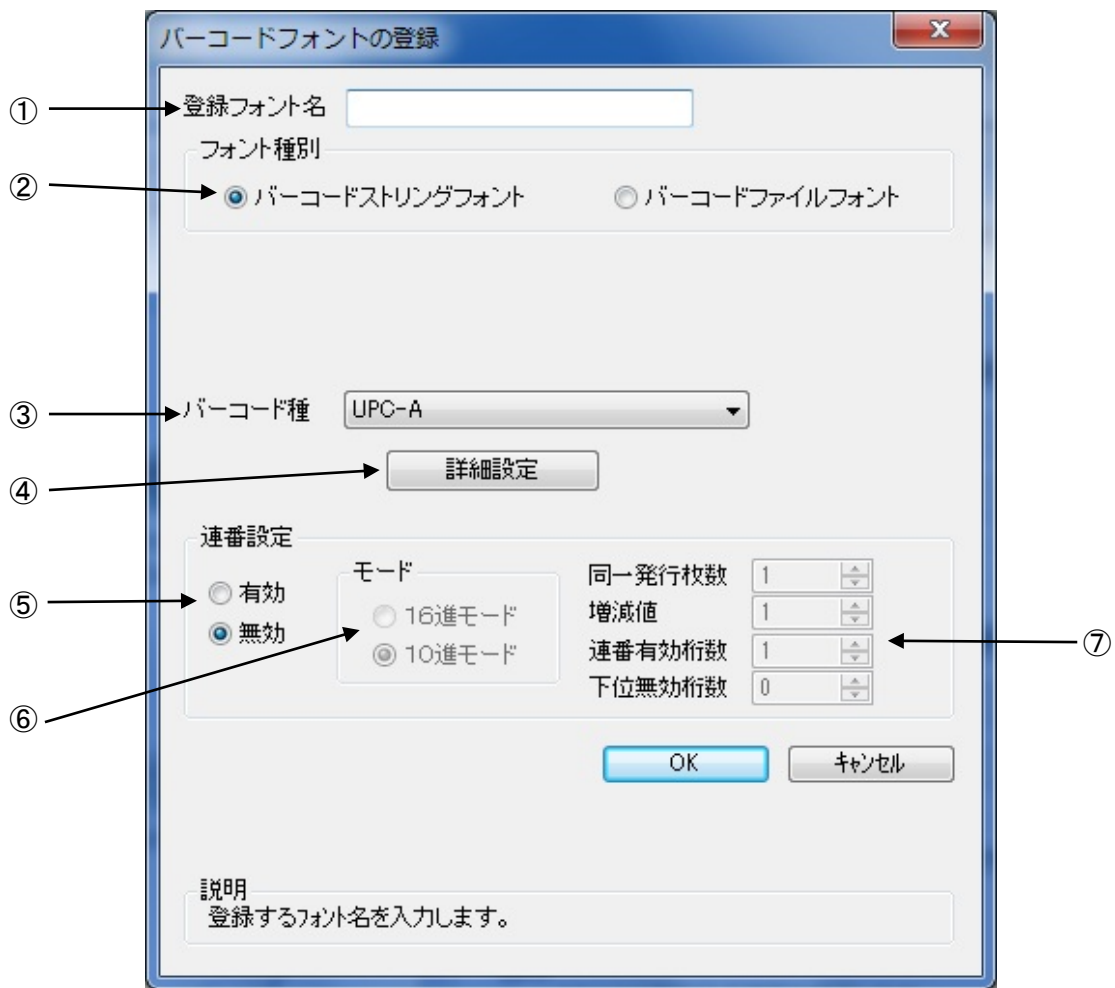 バーコードフォントの登録
① 登録フォント名
フォント種別
② バーコードストリングフォント バーコードファイルフォント
③ バーコード種 UPC-A
④ 詳細設定
連番設定
⑤ 有効
無効
⑥ モード
16進モード
10進モード
同一発行枚数 1
増減値 1
連番有効桁数 1
下位無効桁数 0
⑦
OK キャンセル
説明
登録するフォント名を入力します。